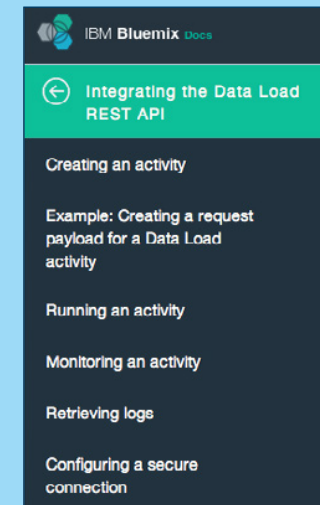 IBM Bluemix Docs
Integrating the Data Load
REST API
Creating an activity
Example: Creating a request
payload for a Data Load
activity
Running an activity
Monitoring an activity
Retrieving logs
Configuring a secure
connection